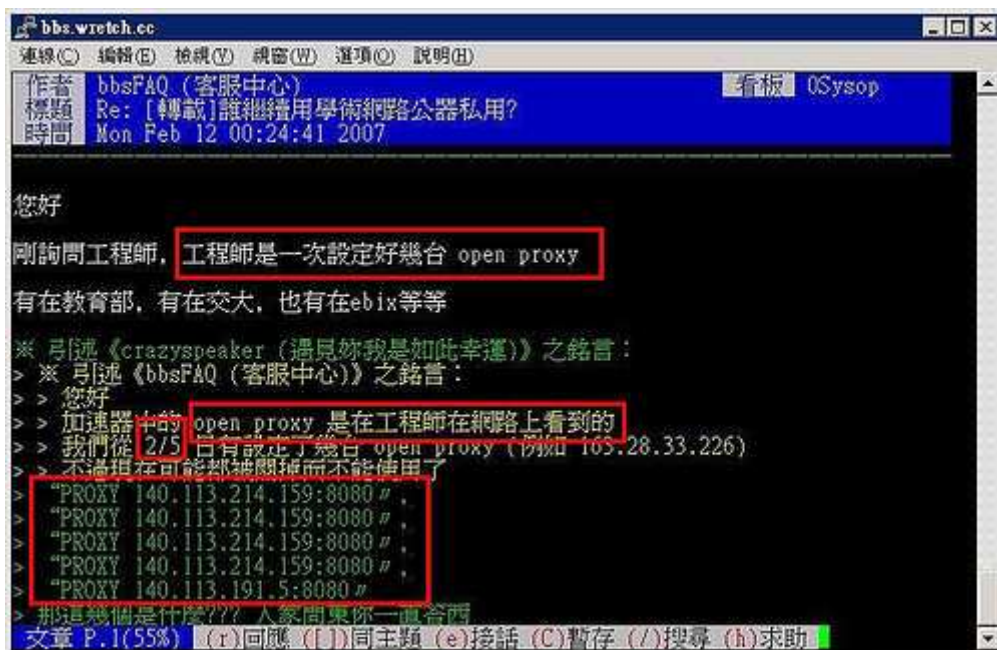 bbs.wretch.cc
連線(C) 編輯(E) 檢視(V) 視窗(W) 選項(O) 說明(H)
作者 bbsFAQ (客服中心) 看板 0Sysop
標題 Re: [轉載]誰繼續用學術網路公器私用?
時間 Mon Feb 12 00:24:41 2007
您好
剛詢問工程師, 工程師是一次設定好幾台 open proxy
有在教育部, 有在交大, 也有在ebix等等
※ 引述《crazyspeaker (遇見妳我是如此幸運)》之銘言:
> ※ 引述《bbsFAQ (客服中心)》之銘言:
> > 您好
> > 加速器中的 open proxy 是在工程師在網路上看到的
> > 我們從 2/5 日有設定了幾台 open proxy (例如 163.28.33.226)
> > 不過現在可能都被關掉而不能使用了
> "PROXY 140.113.214.159:8080〃,
> "PROXY 140.113.214.159:8080〃,
> "PROXY 140.113.214.159:8080〃,
> "PROXY 140.113.214.159:8080〃,
> "PROXY 140.113.191.5:8080〃
> 那這幾個是什麼??? 人家問東你一直答西
文章 P.1(55%) (r)回應 ([])同主題 (e)接話 (C)暫存 (/)搜尋 (h)求助